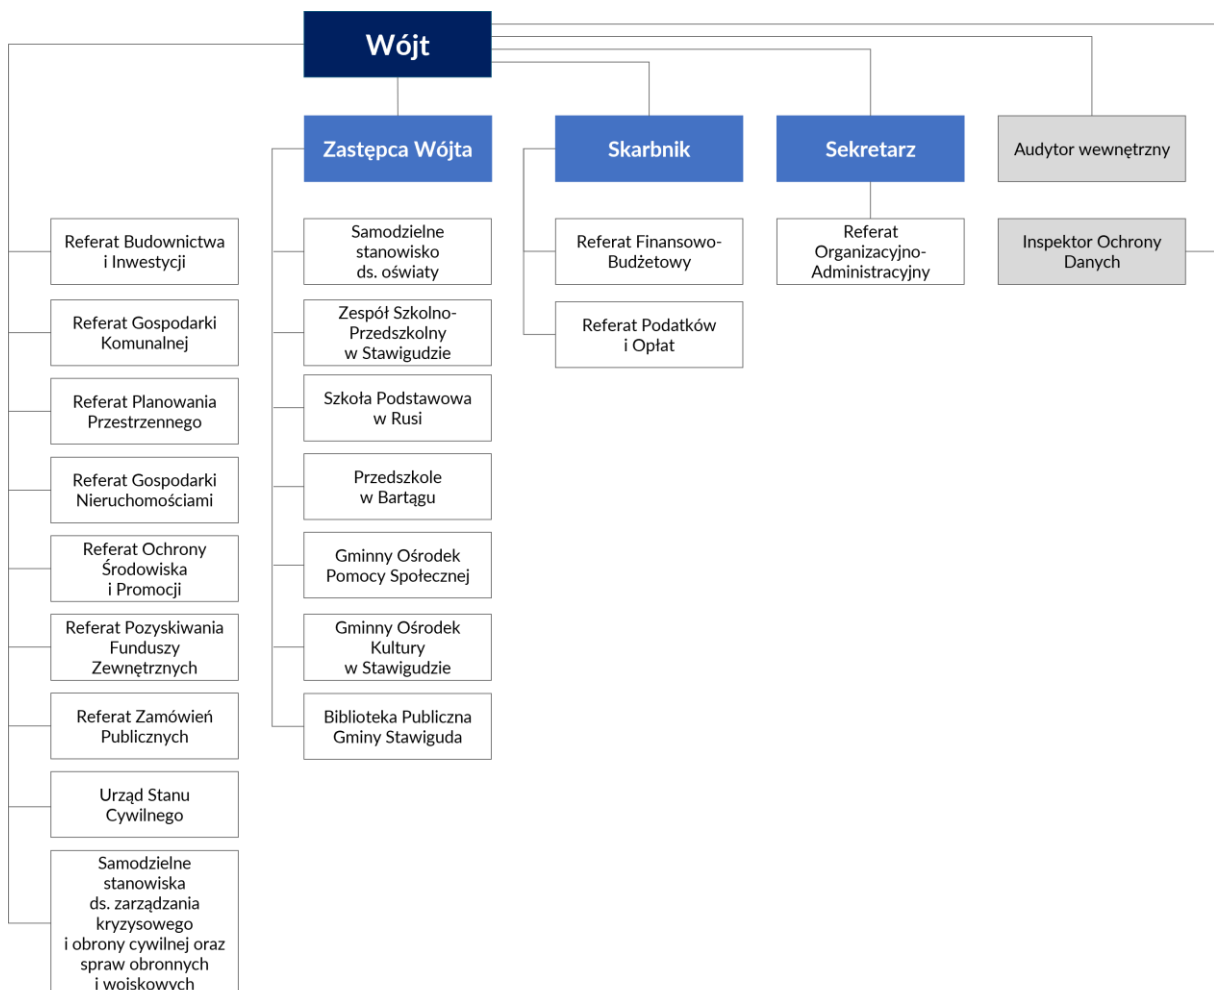 Wójt
Zastępca Wójta
Skarbnik
Sekretarz
Audytor wewnętrzny
Referat Budownictwa
i Inwestycji
Referat Gospodarki
Komunalnej
Referat Planowania
Przestrzennego
Referat Gospodarki
Nieruchomościami
Referat Ochrony
Środowiska
i Promocji
Referat Pozyskiwania
Funduszy
Zewnętrznych
Referat Zamówień
Publicznych
Urząd Stanu
Cywilnego
Samodzielne
stanowiska
ds. zarządzania
kryzysowego
i obrony cywilnej oraz
spraw obronnych
i wojskowych
Samodzielne
stanowisko
ds. oświaty
Zespół Szkolno-
Przedszkolny
w Stawigudzie
Szkoła Podstawowa
w Rusi
Przedszkole
w Bartągu
Gminny Ośrodek
Pomocy Społecznej
Gminny Ośrodek
Kultury
w Stawigudzie
Biblioteka Publiczna
Gminy Stawiguda
Referat Finansowo-
Budżetowy
Referat Podatków
i Opłat
Referat
Organizacyjno-
Administracyjny
Inspektor Ochrony
Danych